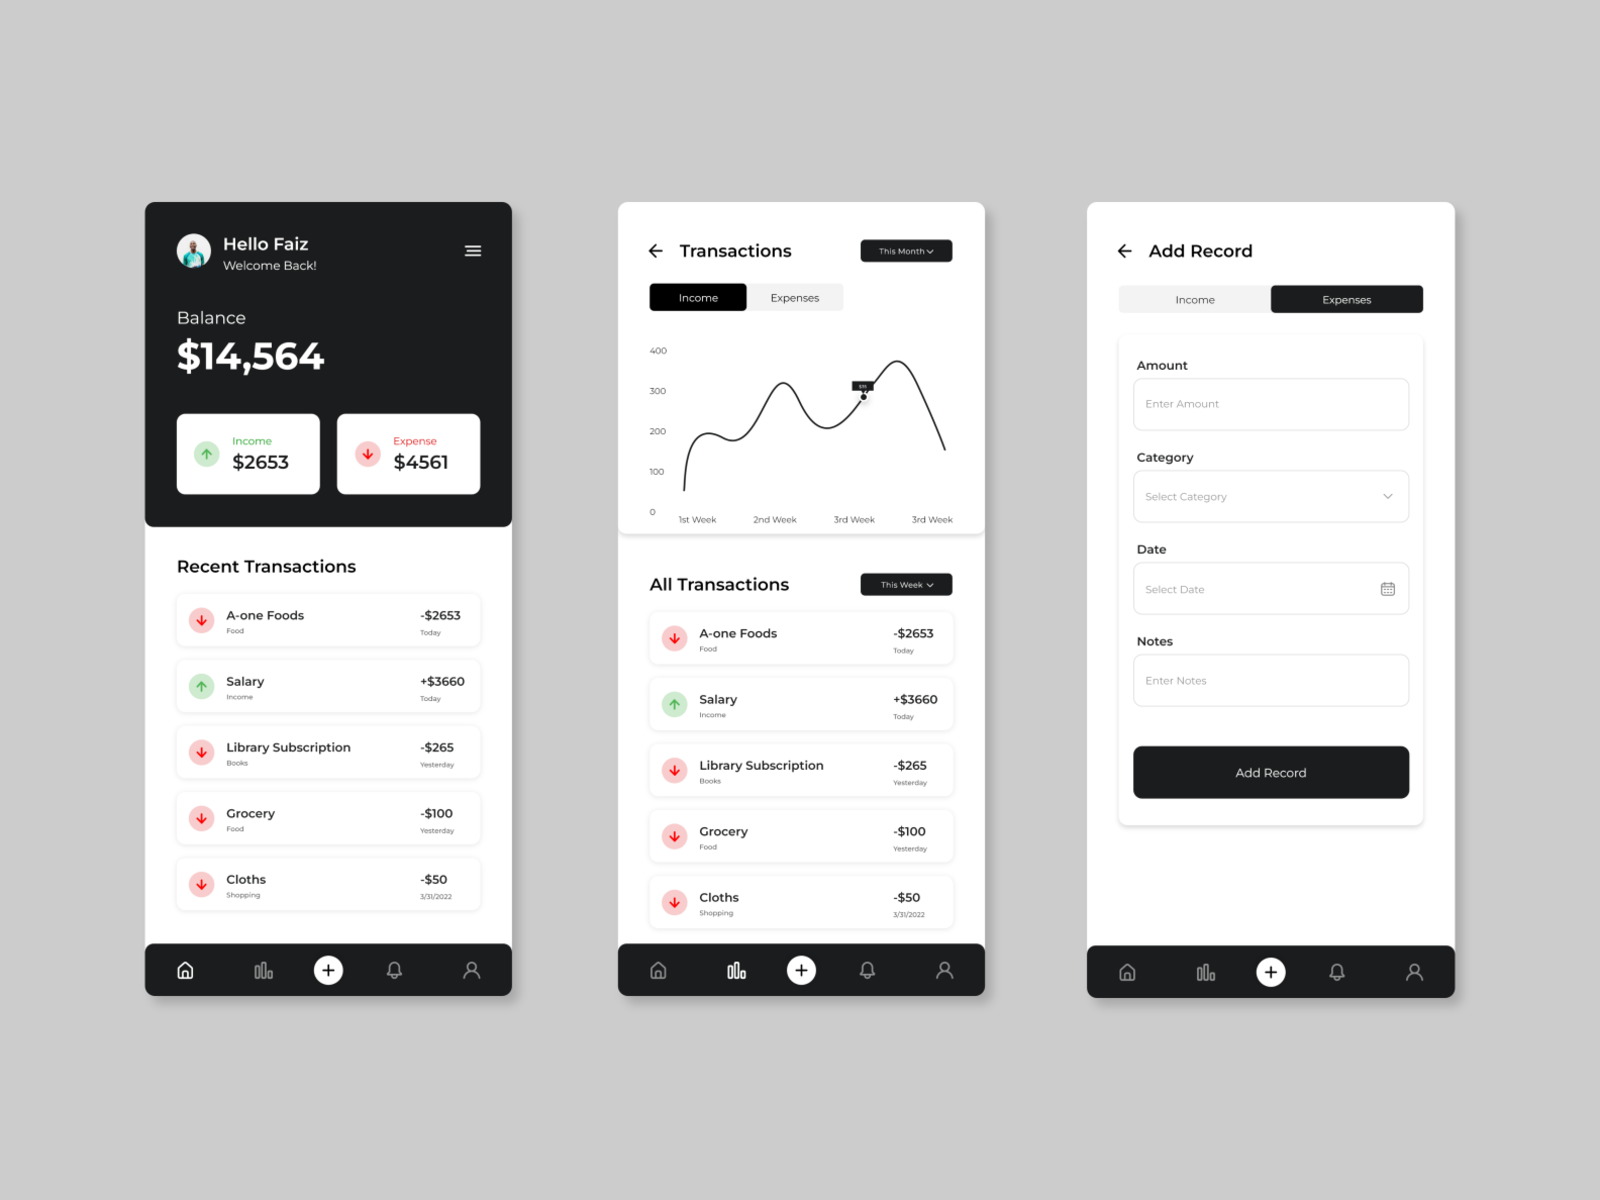 Hello Faiz
Welcome Back!
Balance
$14,564
Income
$2653
Expense
$4561
Recent Transactions
A-one Foods
-$2653
Food
Today
Salary
+$3660
Income
Today
Library Subscription
-$265
Books
Yesterday
Grocery
-$100
Food
Yesterday
Cloths
-$50
Shopping
3/31/2022
Transactions
This Month
Income
Expenses
400
300
200
100
0
1st Week
2nd Week
3rd Week
3rd Week
All Transactions
This Week
A-one Foods
-$2653
Food
Today
Salary
+$3660
Income
Today
Library Subscription
-$265
Books
Yesterday
Grocery
-$100
Food
Yesterday
Cloths
-$50
Shopping
3/31/2022
Add Record
Income
Expenses
Amount
Enter Amount
Category
Select Category
Date
Select Date
Notes
Enter Notes
Add Record